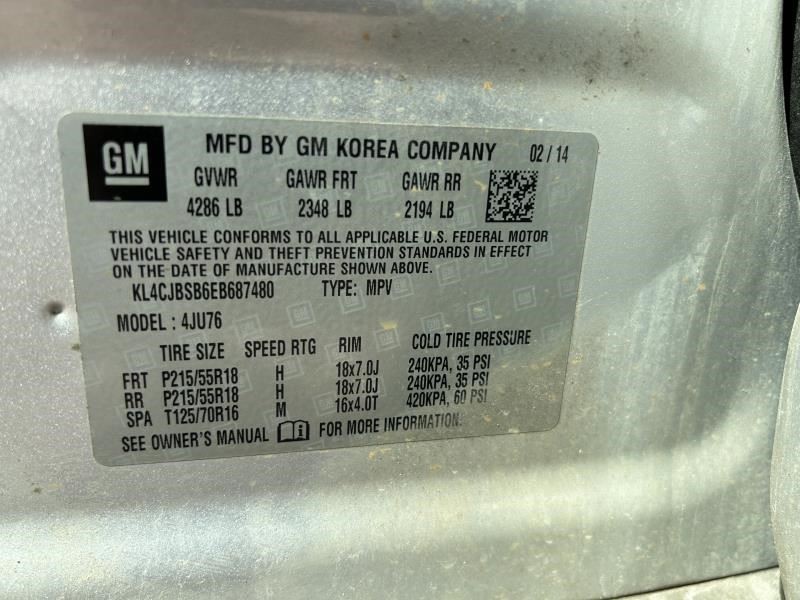 GM MFD BY GM KOREA COMPANY 02 / 14
GVWR GAWR FRT GAWR RR
4286 LB 2348 LB 2194 LB
THIS VEHICLE CONFORMS TO ALL APPLICABLE U.S. FEDERAL MOTOR
VEHICLE SAFETY AND THEFT PREVENTION STANDARDS IN EFFECT
ON THE DATE OF MANUFACTURE SHOWN ABOVE.
KL4CJBSB6EB687480 TYPE: MPV
MODEL : 4JU76
TIRE SIZE SPEED RTG RIM COLD TIRE PRESSURE
FRT P215/55R18 H 18x7.0J 240KPA, 35 PSI
RR P215/55R18 H 18x7.0J 240KPA, 35 PSI
SPA T125/70R16 M 16x4.0T 420KPA, 60 PSI
SEE OWNER'S MANUAL FOR MORE INFORMATION.